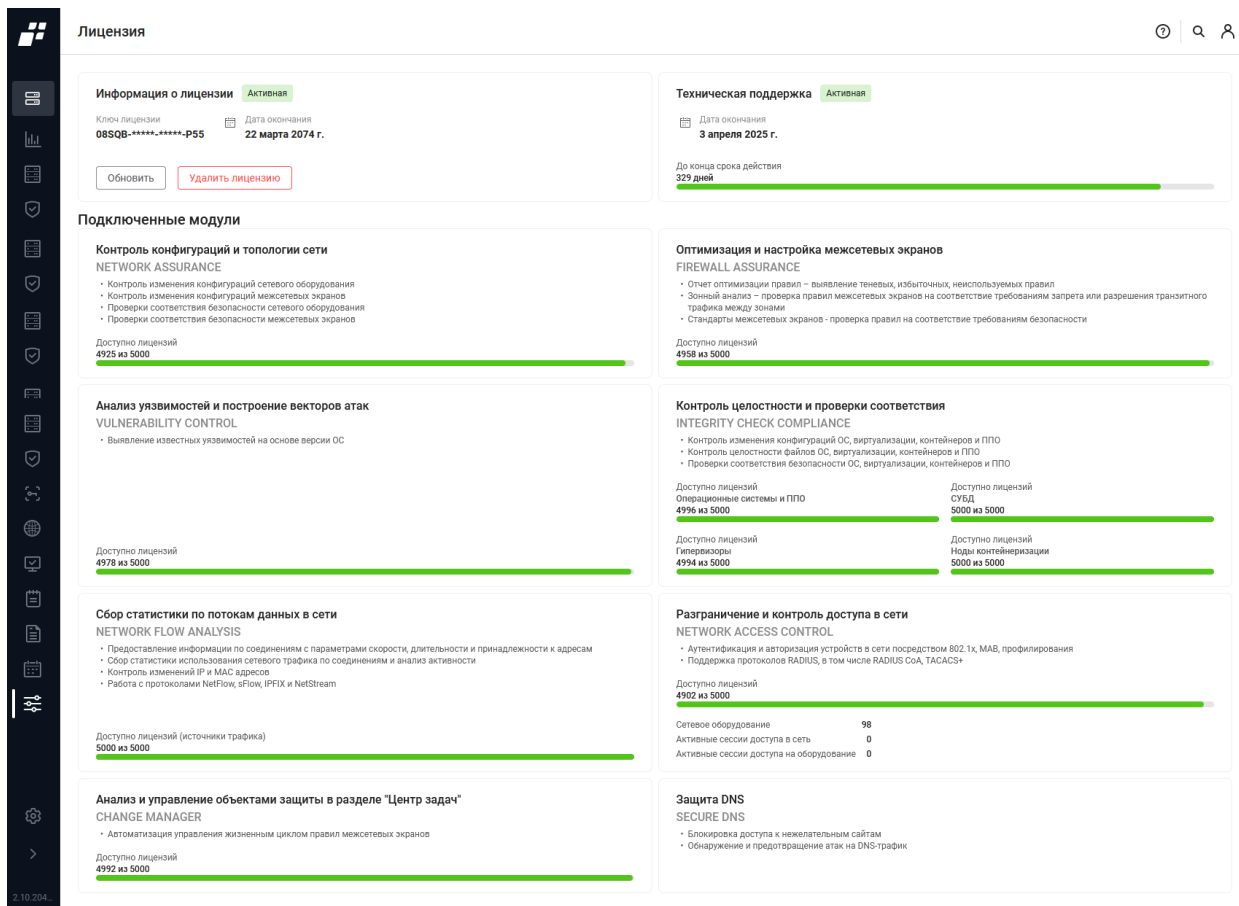 Лицензия
Информация о лицензии Активная
Ключ лицензии
08SQB-*****-*****-P55
Дата окончания
22 марта 2074 г.
Обновить
Удалить лицензию
Техническая поддержка Активная
Дата окончания
3 апреля 2025 г.
До конца срока действия
329 дней
Подключенные модули
Контроль конфигураций и топологии сети
NETWORK ASSURANCE
• Контроль изменения конфигураций сетевого оборудования
• Контроль изменения конфигураций межсетевых экранов
• Проверки соответствия безопасности сетевого оборудования
• Проверки соответствия безопасности межсетевых экранов
Доступно лицензий
4925 из 5000
Оптимизация и настройка межсетевых экранов
FIREWALL ASSURANCE
• Отчет оптимизации правил – выявление теневых, избыточных, неиспользуемых правил
• Зонный анализ – проверка правил межсетевых экранов на соответствие требованиям запрета или разрешения транзитного
трафика между зонами
• Стандарты межсетевых экранов - проверка правил на соответствие требованиям безопасности
Доступно лицензий
4958 из 5000
Анализ уязвимостей и построение векторов атак
VULNERABILITY CONTROL
• Выявление известных уязвимостей на основе версии ОС
Доступно лицензий
4978 из 5000
Контроль целостности и проверки соответствия
INTEGRITY CHECK COMPLIANCE
• Контроль изменения конфигураций ОС, виртуализации, контейнеров и ППО
• Контроль целостности файлов ОС, виртуализации, контейнеров и ППО
• Проверки соответствия безопасности ОС, виртуализации, контейнеров и ППО
Доступно лицензий
Операционные системы и ППО
4996 из 5000
Доступно лицензий
СУБД
5000 из 5000
Доступно лицензий
Гипервизоры
4994 из 5000
Доступно лицензий
Ноды контейнеризации
5000 из 5000
Сбор статистики по потокам данных в сети
NETWORK FLOW ANALYSIS
• Предоставление информации по соединениям с параметрами скорости, длительности и принадлежности к адресам
• Сбор статистики использования сетевого трафика по соединениям и анализ активности
• Контроль изменений IP и MAC адресов
• Работа с протоколами NetFlow, sFlow, IPFIX и NetStream
Доступно лицензий (источники трафика)
5000 из 5000
Разграничение и контроль доступа в сети
NETWORK ACCESS CONTROL
• Аутентификация и авторизация устройств в сети посредством 802.1x, MAB, профилирования
• Поддержка протоколов RADIUS, в том числе RADIUS CoA, TACACS+
Доступно лицензий
4902 из 5000
Сетевое оборудование 98
Активные сессии доступа в сеть 0
Активные сессии доступа на оборудование 0
Анализ и управление объектами защиты в разделе "Центр задач"
CHANGE MANAGER
• Автоматизация управления жизненным циклом правил межсетевых экранов
Доступно лицензий
4992 из 5000
Защита DNS
SECURE DNS
• Блокировка доступа к нежелательным сайтам
• Обнаружение и предотвращение атак на DNS-трафик
2.10.204...